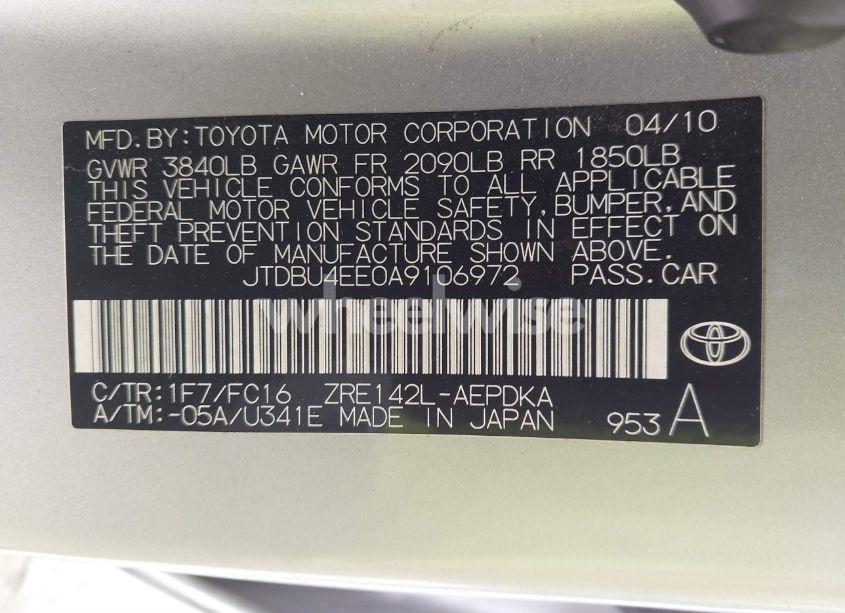 MFD.BY:TOYOTA MOTOR CORPORATION 04/10
GVWR 3840LB GAWR FR 2090LB RR 1850LB
THIS VEHICLE CONFORMS TO ALL APPLICABLE
FEDERAL MOTOR VEHICLE SAFETY,BUMPER,AND
THEFT PREVENTION STANDARDS IN EFFECT ON
THE DATE OF MANUFACTURE SHOWN ABOVE.
JTDBU4EE0A9106972 PASS.CAR
wheelwise
C/TR:1F7/FC16 ZRE142L-AEPDKA
A/TM:-05A/U341E MADE IN JAPAN 953A